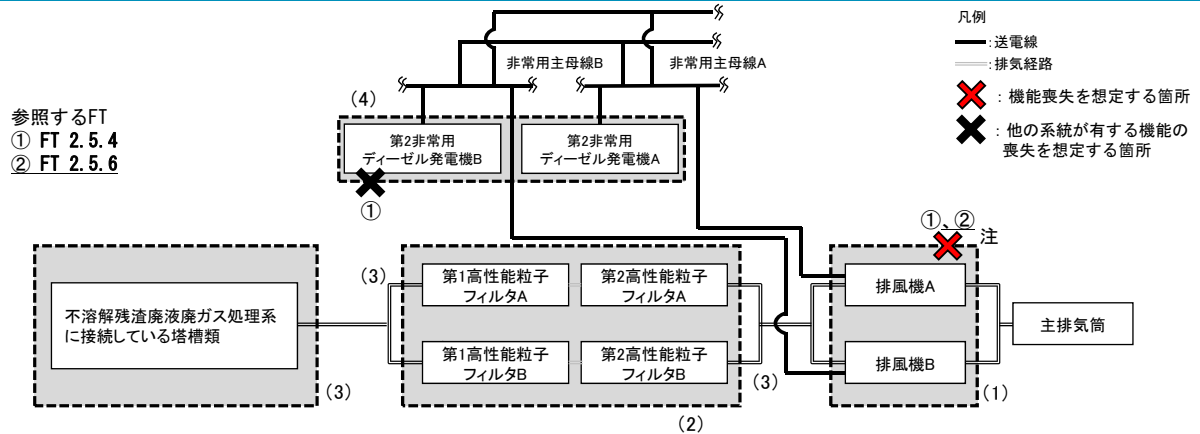 凡例
:送電線
:排気経路
:機能喪失を想定する箇所
:他の系統が有する機能の
喪失を想定する箇所
参照するFT
① FT 2.5.4
② FT 2.5.6
非常用主母線B
非常用主母線A
(4)
第2非常用
ディーゼル発電機B
第2非常用
ディーゼル発電機A
①
①、② 注
不溶解残渣廃液廃ガス処理系
に接続している塔槽類
(3)
(3)
第1高性能粒子
フィルタA
第2高性能粒子
フィルタA
第1高性能粒子
フィルタB
第2高性能粒子
フィルタB
(3)
(2)
排風機A
排風機B
(1)
主排気筒